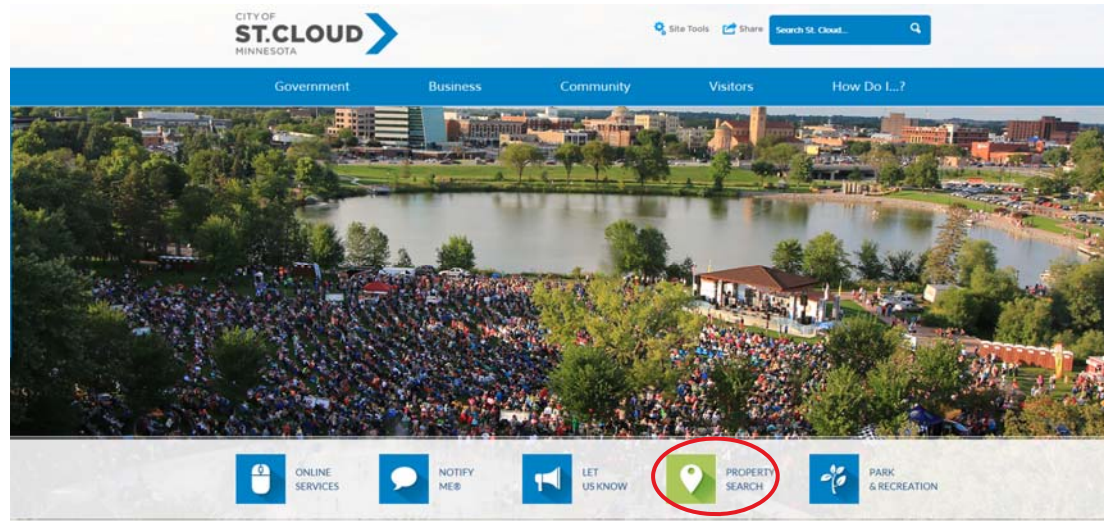 CITY OF
ST.CLOUD
MINNESOTA
Site Tools
Share
Search St. Cloud...
Government
Business
Community
Visitors
How Do I...?
ONLINE
SERVICES
NOTIFY
ME®
LET
US KNOW
PROPERTY
SEARCH
PARK
& RECREATION